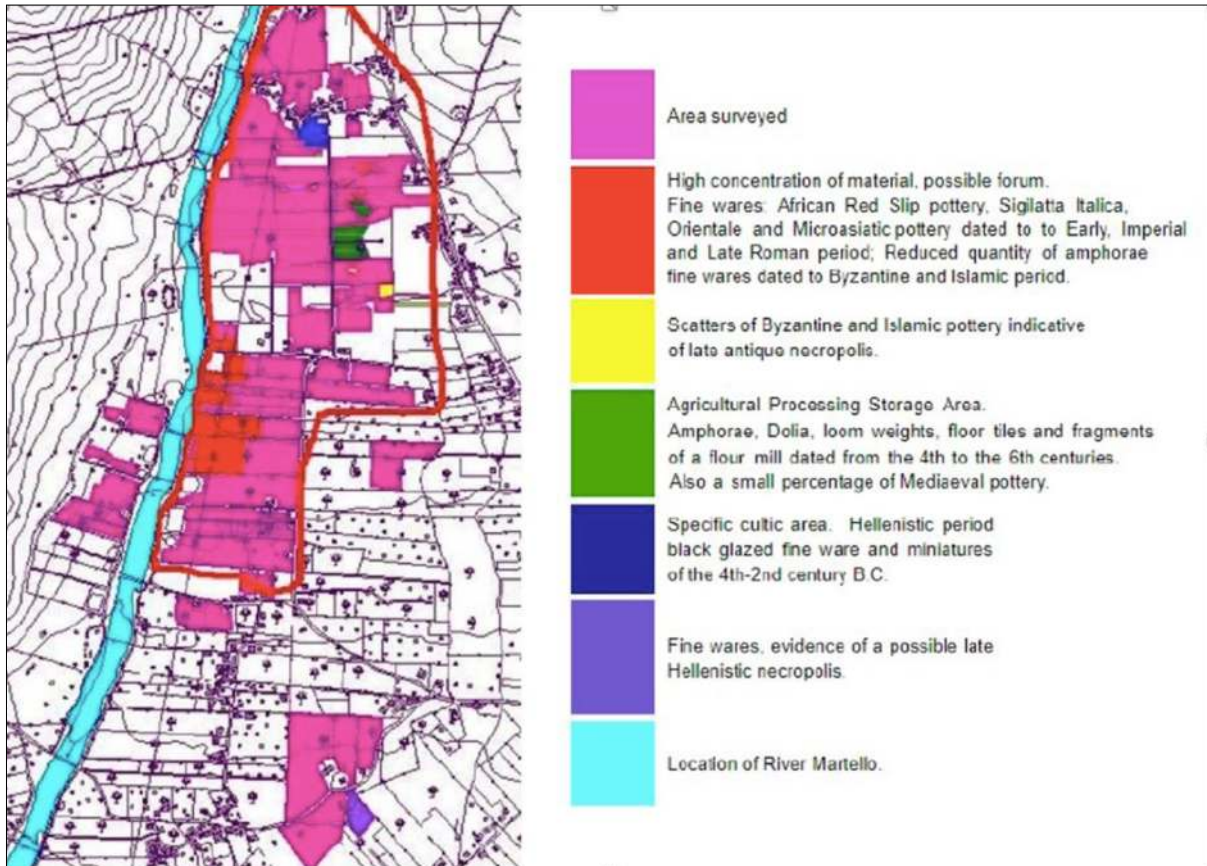 Area surveyed
High concentration of material, possible forum.
Fine wares: African Red Slip pottery, Sigilatta Italica,
Orientale and Microasiatic pottery dated to to Early, Imperial
and Late Roman period; Reduced quantity of amphorae
fine wares dated to Byzantine and Islamic period.
Scatters of Byzantine and Islamic pottery indicative
of late antique necropolis.
Agricultural Processing Storage Area.
Amphorae, Dolia, loom weights, floor tiles and fragments
of a flour mill dated from the 4th to the 6th centuries.
Also a small percentage of Mediaeval pottery.
Specific cultic area. Hellenistic period
black glazed fine ware and miniatures
of the 4th-2nd century B.C.
Fine wares, evidence of a possible late
Hellenistic necropolis.
Location of River Martello.